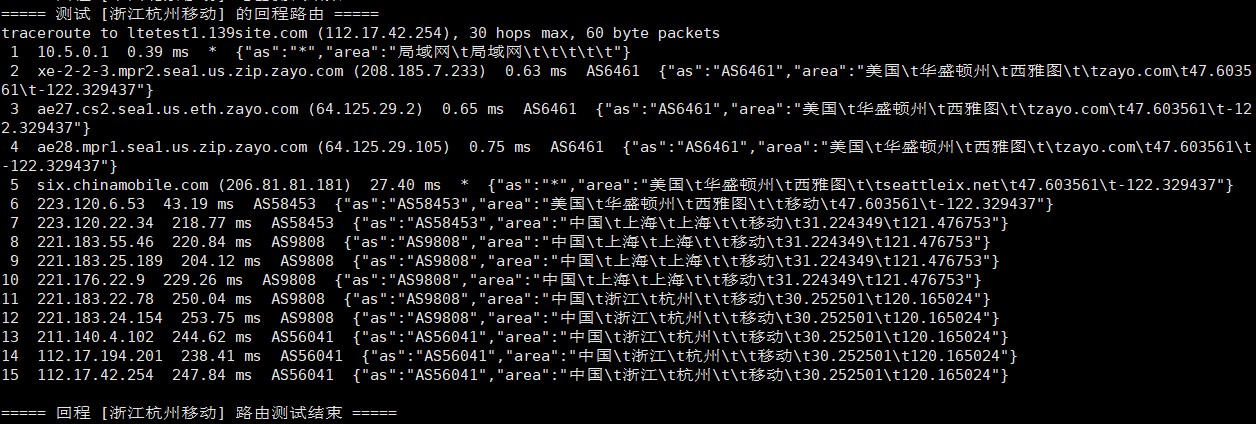 ===== 测试 [浙江杭州移动] 的回程路由 =====
traceroute to ltetest1.139site.com (112.17.42.254), 30 hops max, 60 byte packets
 1  10.5.0.1  0.39 ms  *  {"as":"*","area":"局域网\t局域网\t\t\t\t\t"}
 2  xe-2-2-3.mpr2.sea1.us.zip.zayo.com (208.185.7.233)  0.63 ms  AS6461  {"as":"AS6461","area":"美国\t华盛顿州\t西雅图\t\tzayo.com\t47.6035
61\t-122.329437"}
 3  ae27.cs2.sea1.us.eth.zayo.com (64.125.29.2)  0.65 ms  AS6461  {"as":"AS6461","area":"美国\t华盛顿州\t西雅图\t\tzayo.com\t47.603561\t-12
2.329437"}
 4  ae28.mpr1.sea1.us.zip.zayo.com (64.125.29.105)  0.75 ms  AS6461  {"as":"AS6461","area":"美国\t华盛顿州\t西雅图\t\tzayo.com\t47.603561\t
-122.329437"}
 5  six.chinamobile.com (206.81.81.181)  27.40 ms  *  {"as":"*","area":"美国\t华盛顿州\t西雅图\t\tseattleix.net\t47.603561\t-122.329437"}
 6  223.120.6.53  43.19 ms  AS58453  {"as":"AS58453","area":"美国\t华盛顿州\t西雅图\t\t移动\t47.603561\t-122.329437"}
 7  223.120.22.34  218.77 ms  AS58453  {"as":"AS58453","area":"中国\t上海\t上海\t\t移动\t31.224349\t121.476753"}
 8  221.183.55.46  220.84 ms  AS9808  {"as":"AS9808","area":"中国\t上海\t上海\t\t移动\t31.224349\t121.476753"}
 9  221.183.25.189  204.12 ms  AS9808  {"as":"AS9808","area":"中国\t上海\t上海\t\t移动\t31.224349\t121.476753"}
10  221.176.22.9  229.26 ms  AS9808  {"as":"AS9808","area":"中国\t上海\t上海\t\t移动\t31.224349\t121.476753"}
11  221.183.22.78  250.04 ms  AS9808  {"as":"AS9808","area":"中国\t浙江\t杭州\t\t移动\t30.252501\t120.165024"}
12  221.183.24.154  253.75 ms  AS9808  {"as":"AS9808","area":"中国\t浙江\t杭州\t\t移动\t30.252501\t120.165024"}
13  211.140.4.102  244.62 ms  AS56041  {"as":"AS56041","area":"中国\t浙江\t杭州\t\t移动\t30.252501\t120.165024"}
14  112.17.194.201  238.41 ms  AS56041  {"as":"AS56041","area":"中国\t浙江\t杭州\t\t移动\t30.252501\t120.165024"}
15  112.17.42.254  247.84 ms  AS56041  {"as":"AS56041","area":"中国\t浙江\t杭州\t\t移动\t30.252501\t120.165024"}
===== 回程 [浙江杭州移动] 路由测试结束 =====